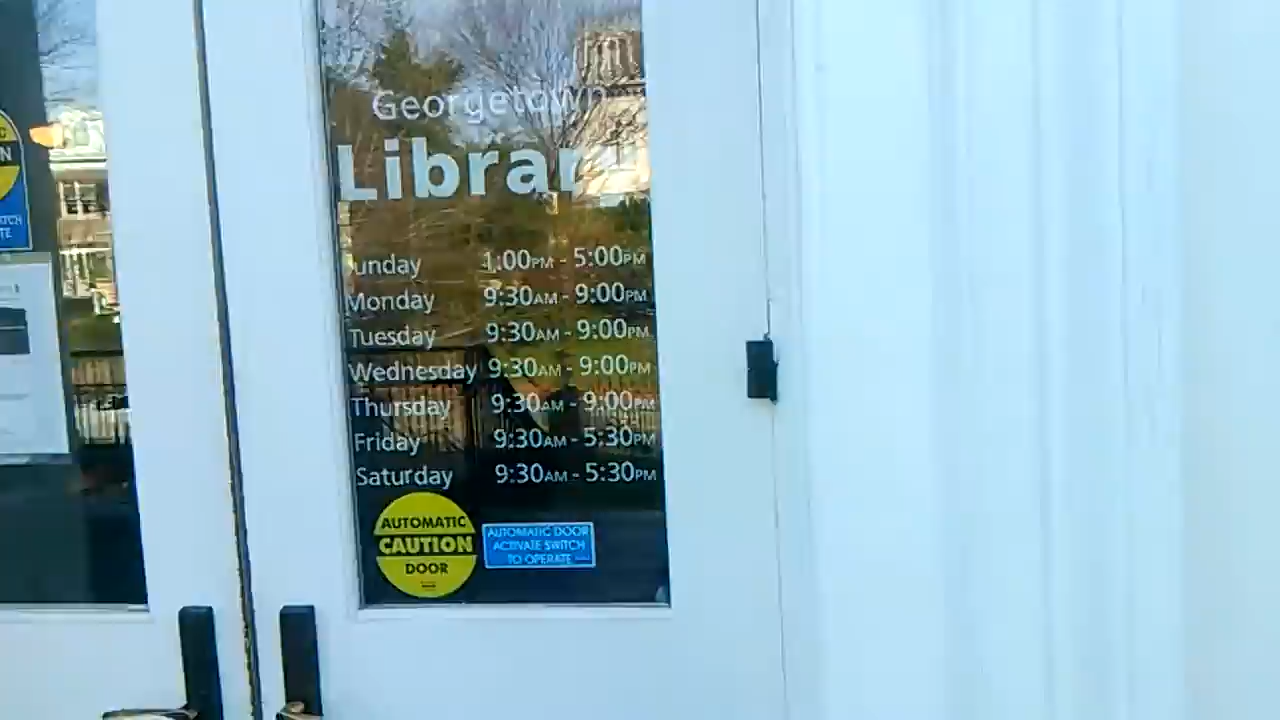 Georgetown
Library
Sunday 1:00PM - 5:00PM
Monday 9:30AM - 9:00PM
Tuesday 9:30AM - 9:00PM
Wednesday 9:30AM - 9:00PM
Thursday 9:30AM - 9:00PM
Friday 9:30AM - 5:30PM
Saturday 9:30AM - 5:30PM
AUTOMATIC
CAUTION
DOOR
AUTOMATIC DOOR
ACTIVATE SWITCH
TO OPERATE